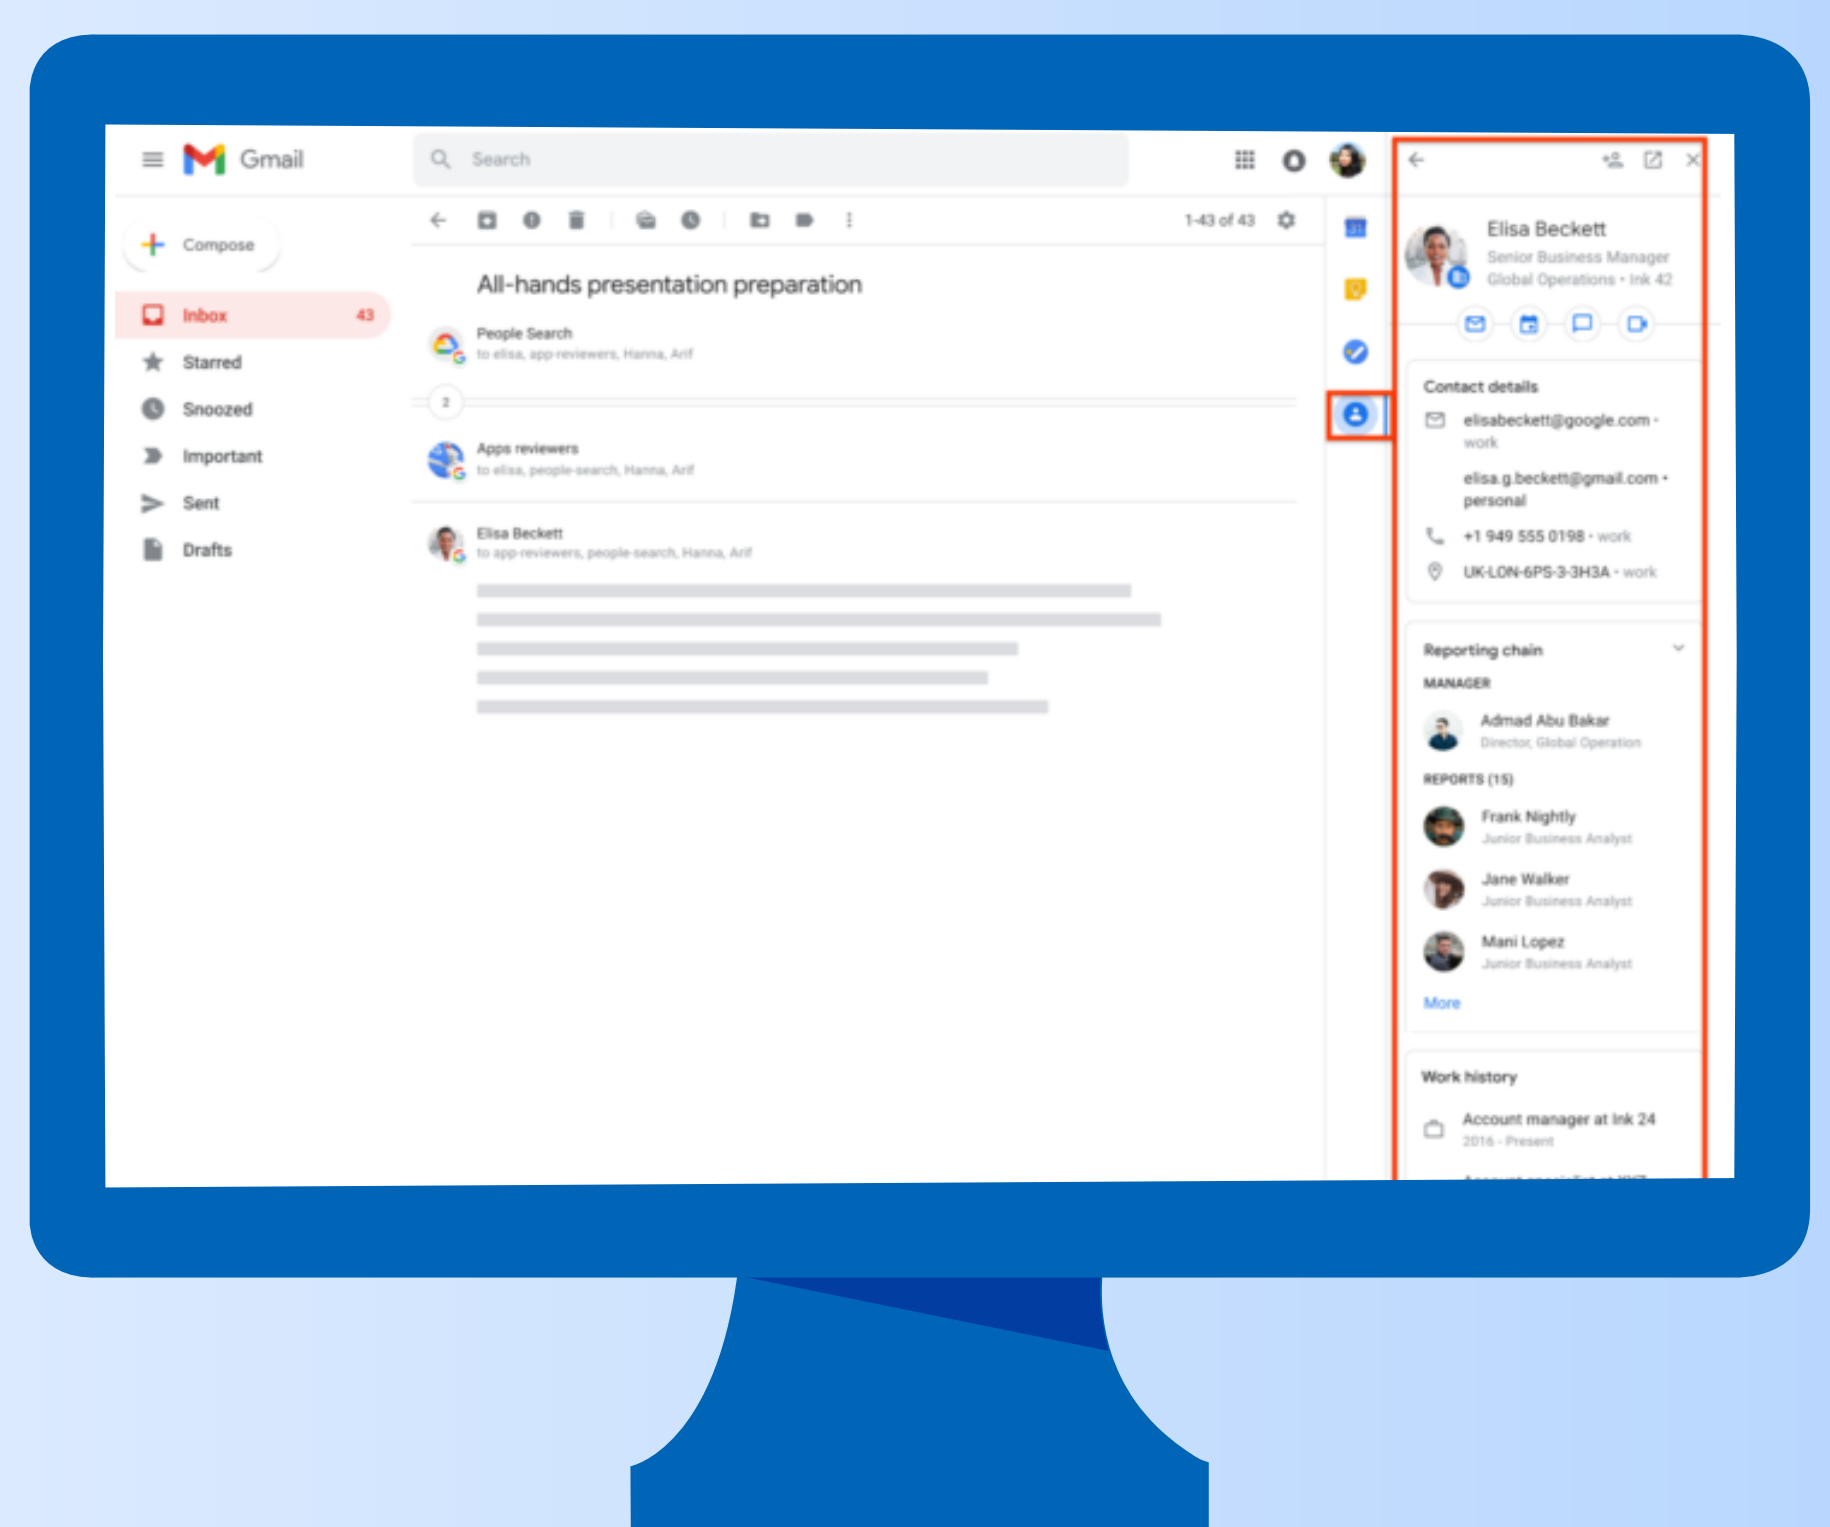 Gmail
Search
Compose
1-43 of 43
Inbox 43
Starred
Snoozed
Important
Sent
Drafts
All-hands presentation preparation
People Search
to elisa, app-reviewers, Hanna, Arif
2
Apps reviewers
to elisa, people-search, Hanna, Arif
Elisa Beckett
to app-reviewers, people-search, Hanna, Arif
31
Elisa Beckett
Senior Business Manager
Global Operations • Ink 42
Contact details
elisabeckett@google.com •
work
elisa.g.beckett@gmail.com •
personal
+1 949 555 0198 • work
UK-LON-6PS-3-3H3A • work
Reporting chain
MANAGER
Admad Abu Bakar
Director, Global Operation
REPORTS (15)
Frank Nightly
Junior Business Analyst
Jane Walker
Junior Business Analyst
Mani Lopez
Junior Business Analyst
More
Work history
Account manager at Ink 24
2016 - Present